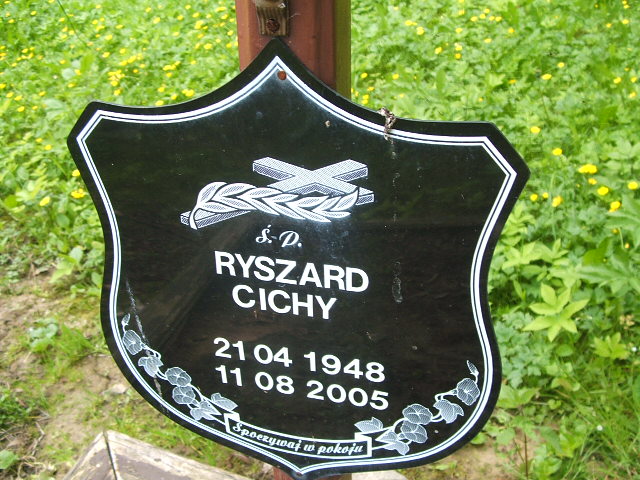 Ś.P.
RYSZARD
CICHY
21 04 1948
11 08 2005
Spoczywaj w pokoju